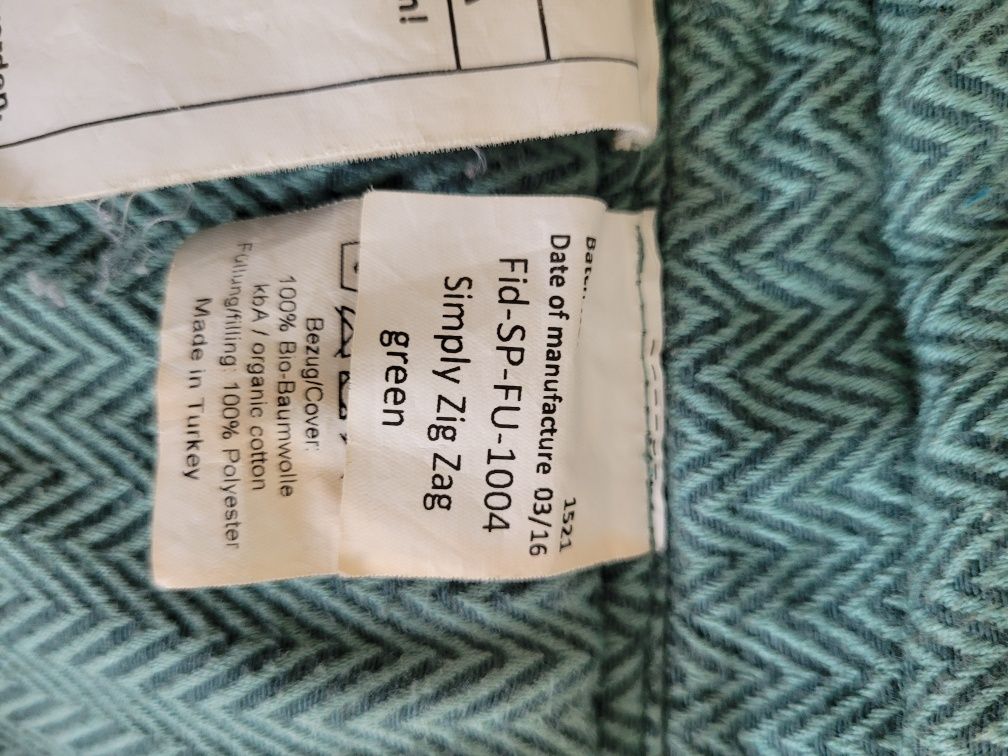 1521
Date of manufacture 03/16
Fid-SP-FU-1004
Simply Zig Zag
green
Bezug/Cover:
100% Bio-Baumwolle
kbA / organic cotton
Füllung/filling: 100% Polyester
Made in Turkey